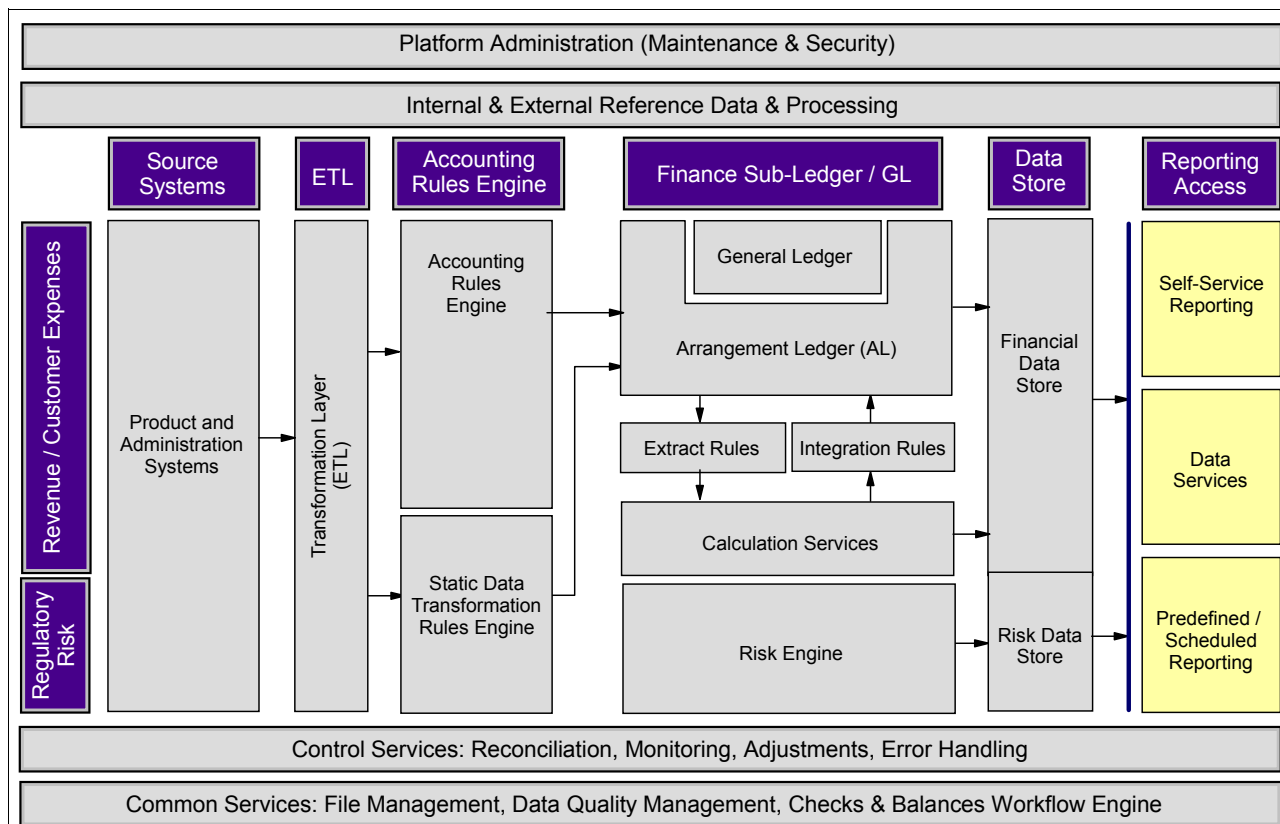 Platform Administration (Maintenance & Security)
Internal & External Reference Data & Processing
Source
Systems
ETL
Accounting
Rules Engine
Finance Sub-Ledger / GL
Data
Store
Reporting
Access
Revenue / Customer Expenses
Regulatory
Risk
Product and
Administration
Systems
Transformation Layer
(ETL)
Accounting
Rules
Engine
Static Data
Transformation
Rules Engine
General Ledger
Arrangement Ledger (AL)
Extract Rules
Integration Rules
Calculation Services
Risk Engine
Financial
Data
Store
Risk Data
Store
Self-Service
Reporting
Data
Services
Predefined /
Scheduled
Reporting
Control Services: Reconciliation, Monitoring, Adjustments, Error Handling
Common Services: File Management, Data Quality Management, Checks & Balances Workflow Engine